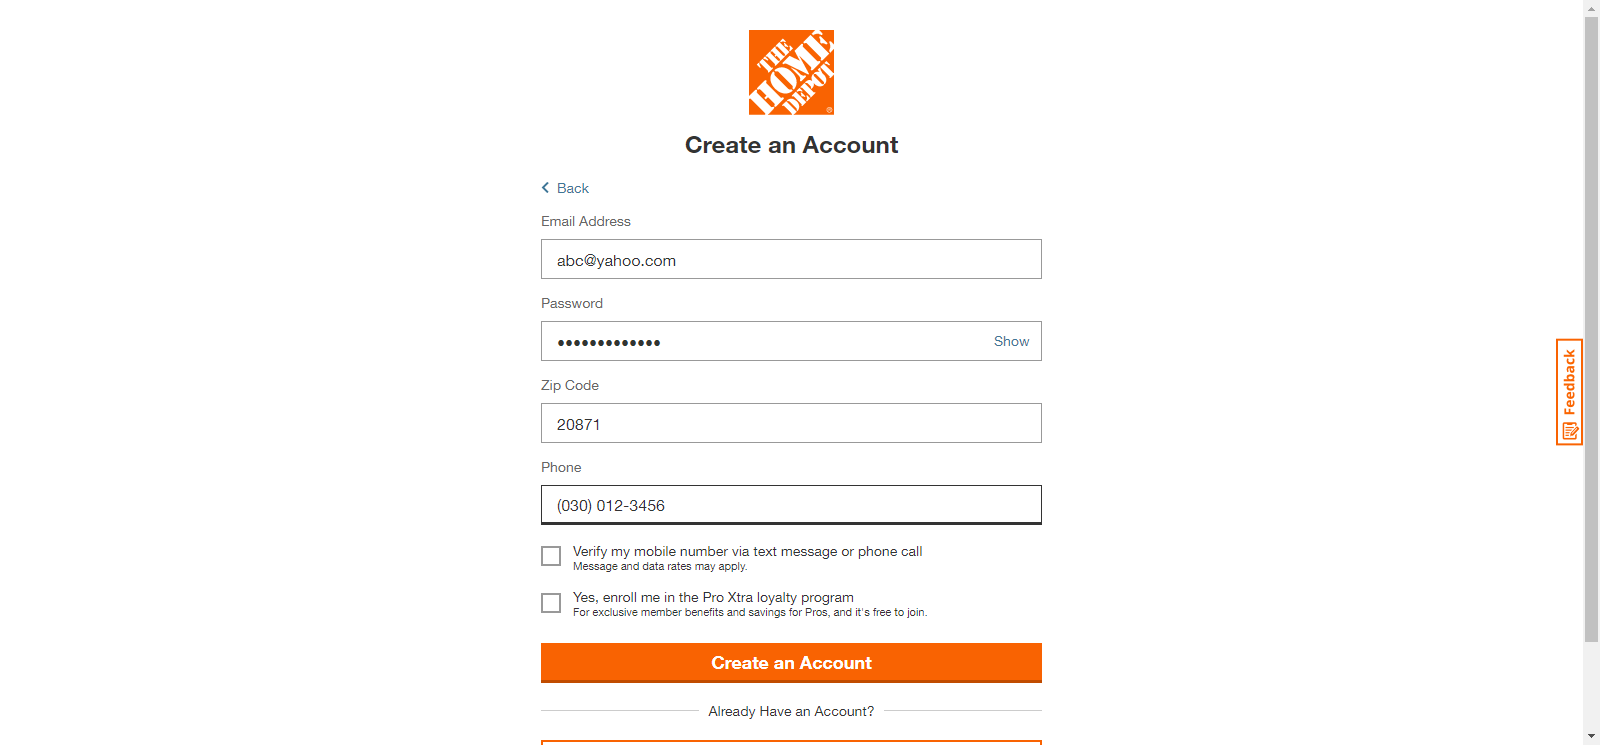 THE
HOME
DEPOT
®
Create an Account
Back
Email Address
abc@yahoo.com
Password
•••••••••••••
Show
Zip Code
20871
Phone
(030) 012-3456
Verify my mobile number via text message or phone call
Message and data rates may apply.
Yes, enroll me in the Pro Xtra loyalty program
For exclusive member benefits and savings for Pros, and it's free to join.
Create an Account
Already Have an Account?
Feedback